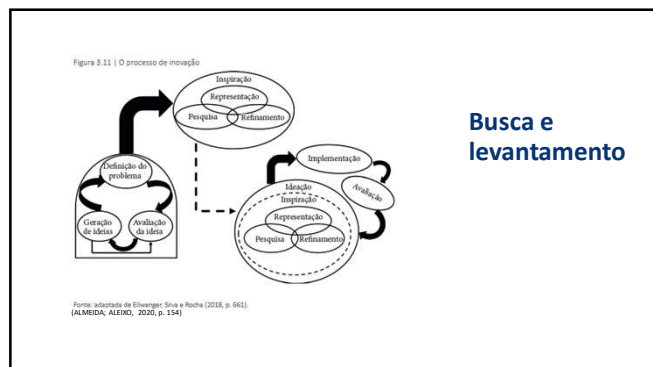 Figura 3.11 | O processo de inovação
Inspiração
Representação
Pesquisa
Refinamento
Definição do
problema
Geração
de ideias
Avaliação
da ideia
Implementação
Avaliação
Ideação
Inspiração
Representação
Pesquisa
Refinamento
Busca e
levantamento
Fonte: adaptada de Ellwanger, Silva e Rocha (2018, p. 661).
(ALMEIDA; ALEIXO, 2020, p. 154)